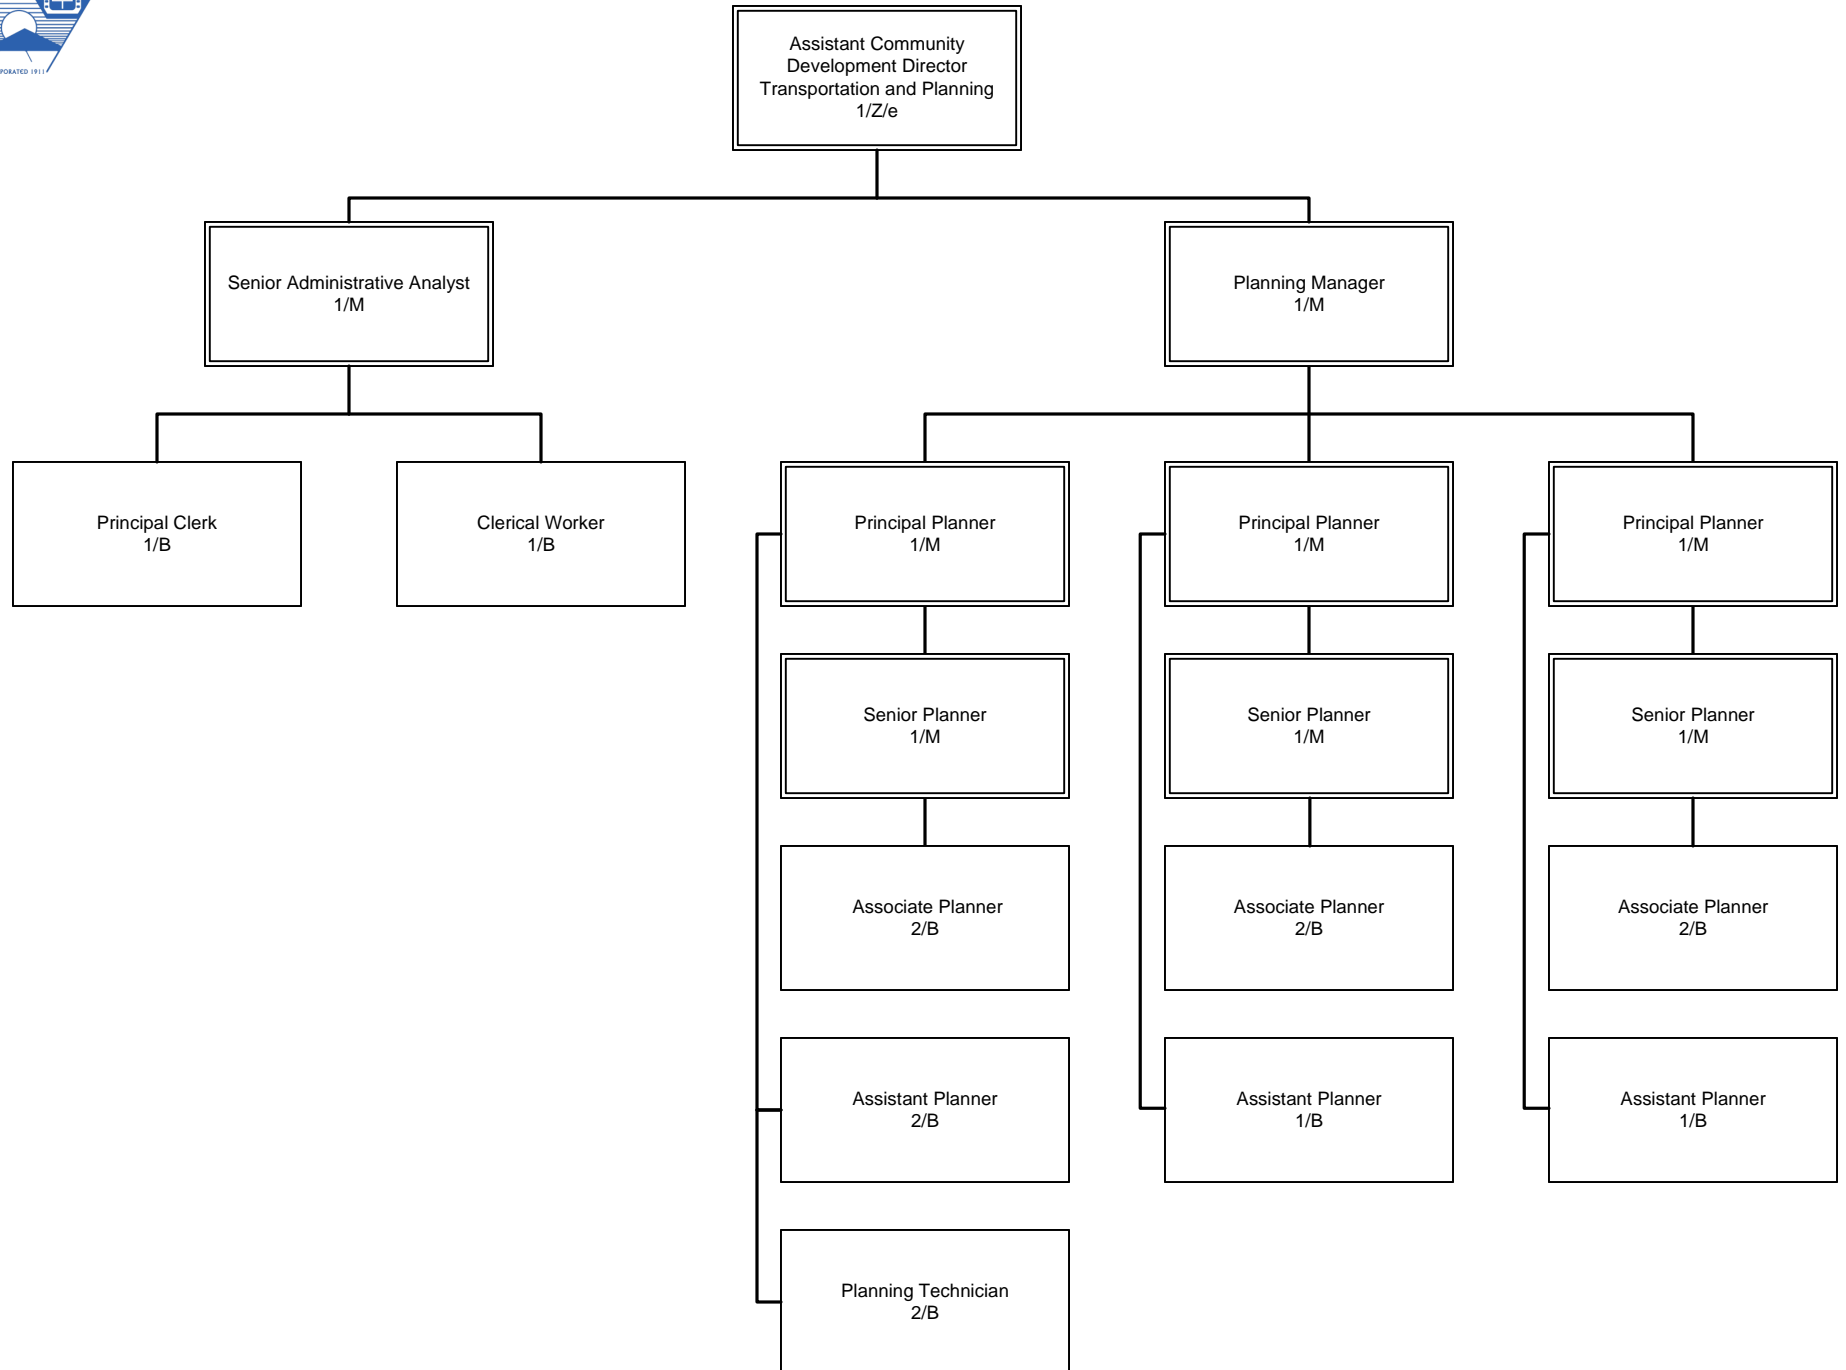 PORATED 1911
Assistant Community
Development Director
Transportation and Planning
1/Z/e
Senior Administrative Analyst
1/M
Planning Manager
1/M
Principal Clerk
1/B
Clerical Worker
1/B
Principal Planner
1/M
Principal Planner
1/M
Principal Planner
1/M
Senior Planner
1/M
Senior Planner
1/M
Senior Planner
1/M
Associate Planner
2/B
Associate Planner
2/B
Associate Planner
2/B
Assistant Planner
2/B
Assistant Planner
1/B
Assistant Planner
1/B
Planning Technician
2/B